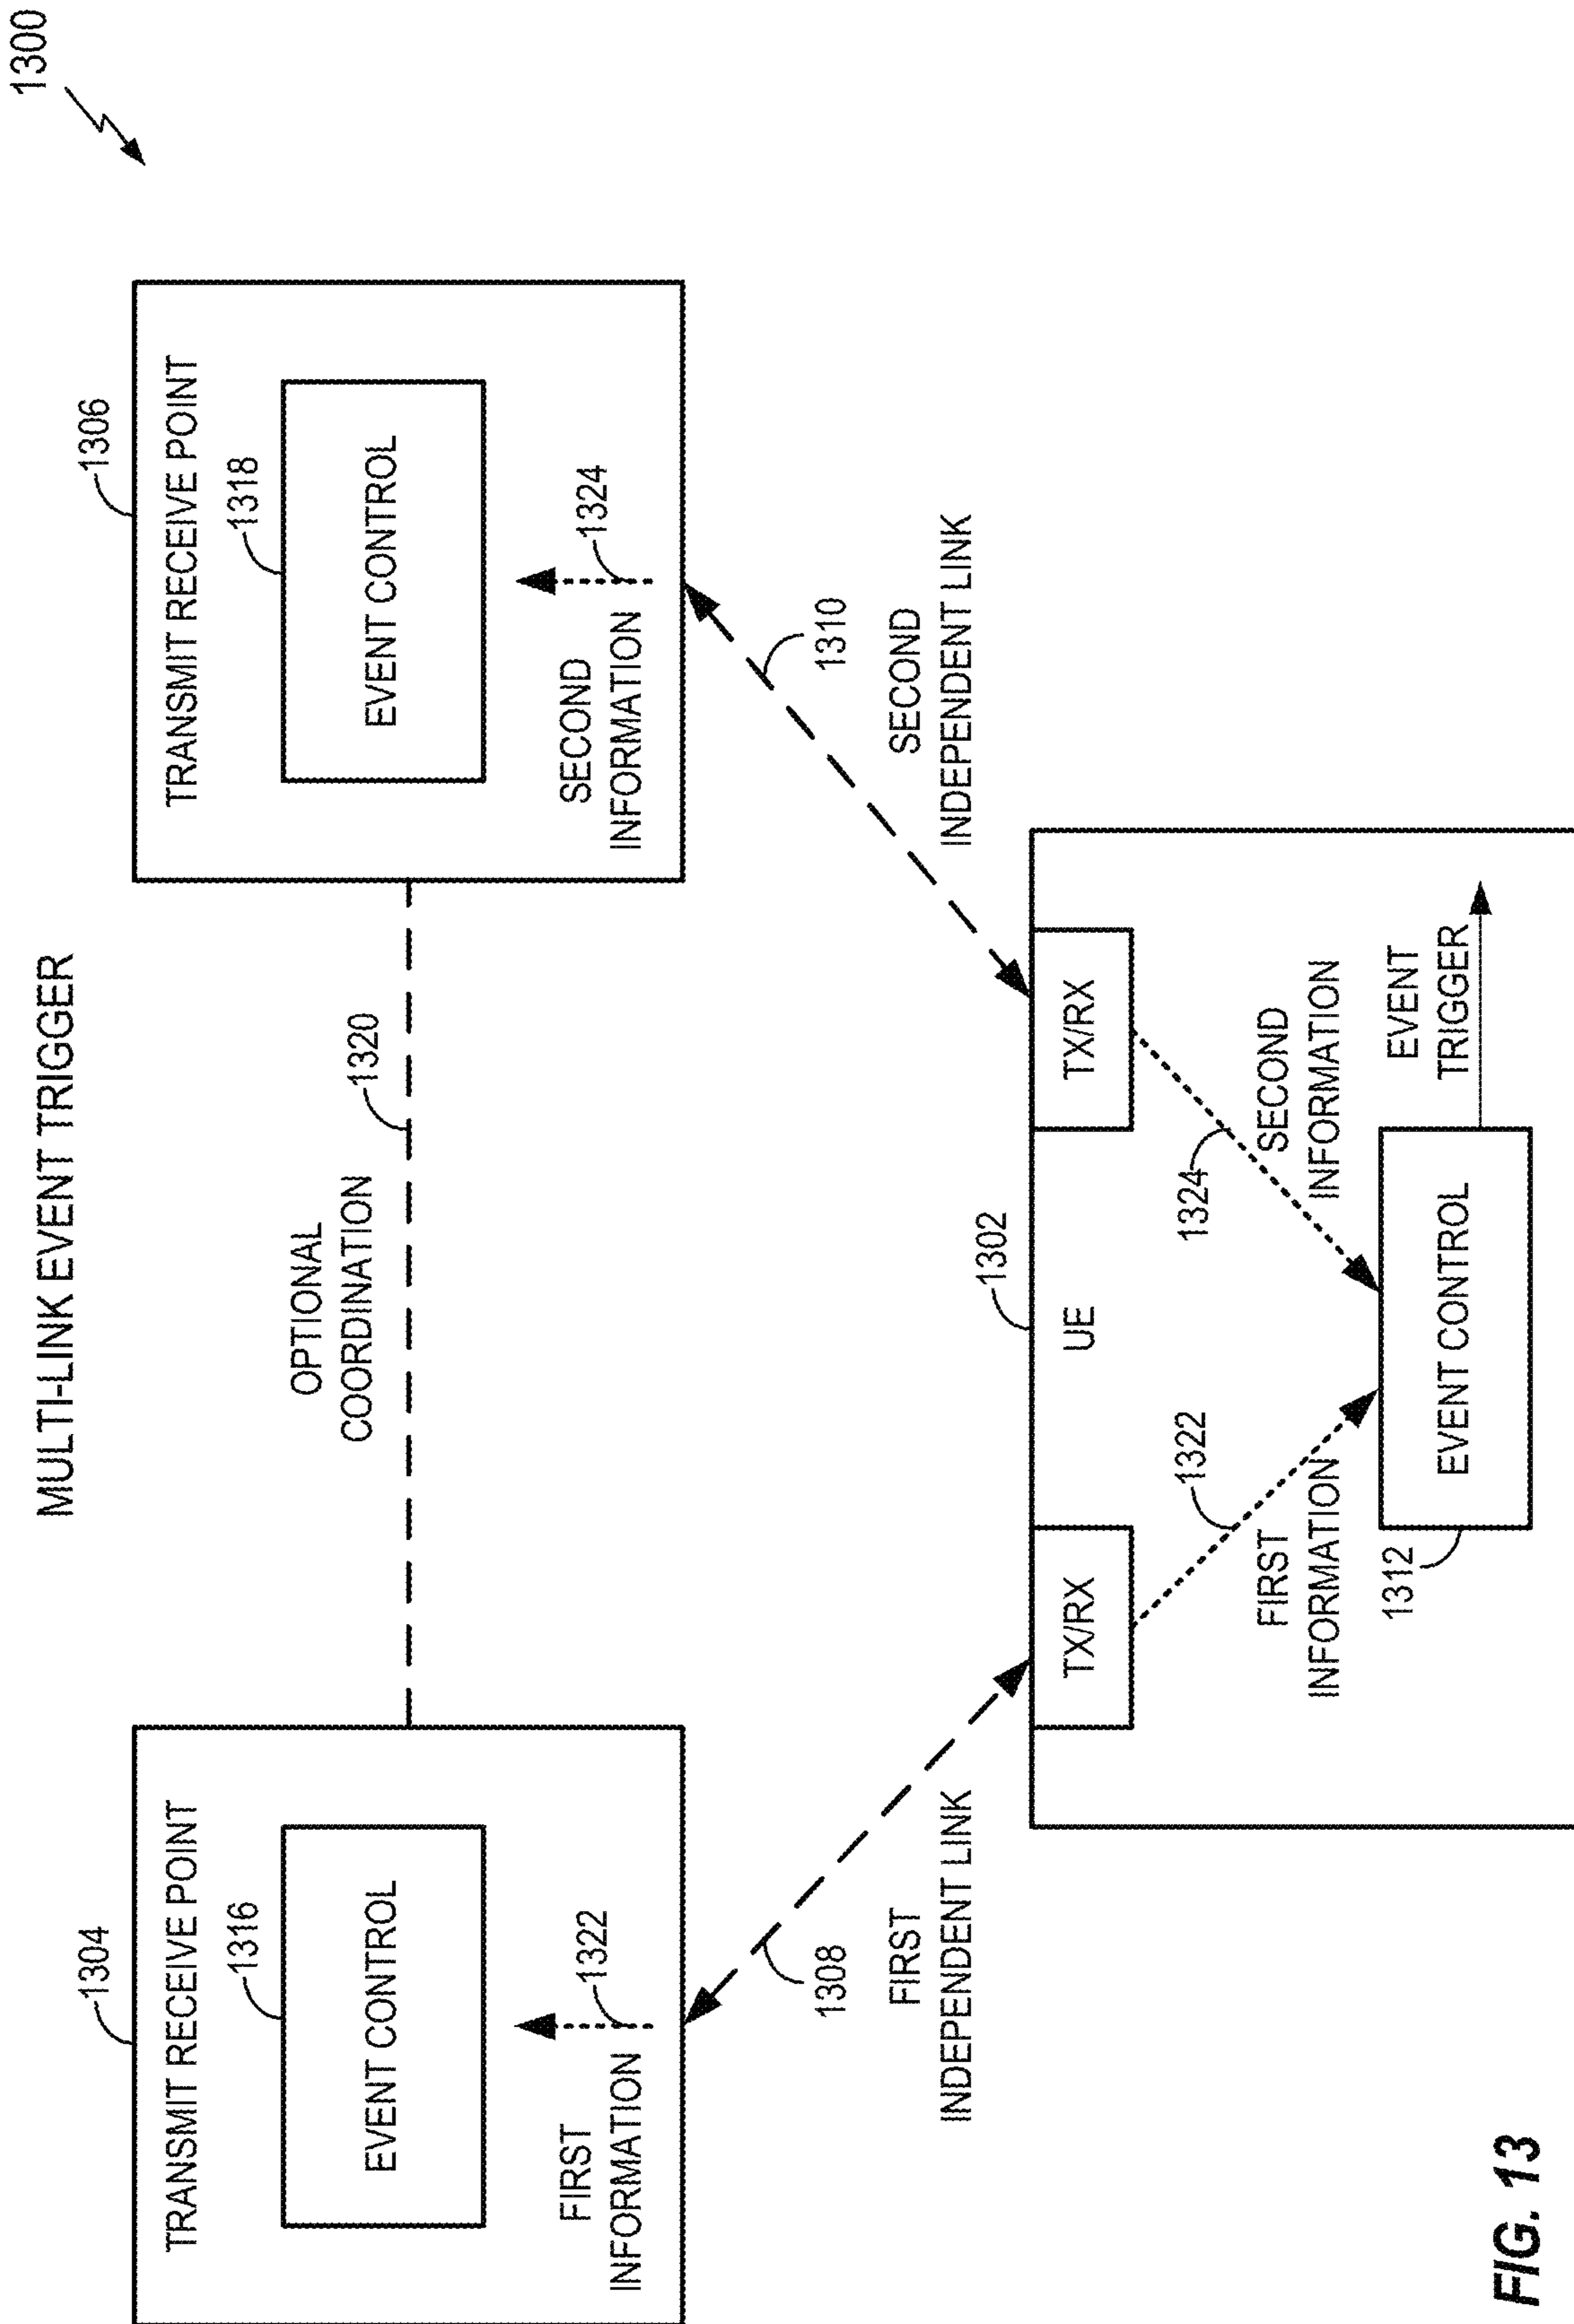 MULTI-LINK EVENT TRIGGER
1300
1304
TRANSMIT RECEIVE POINT
1316
EVENT CONTROL
FIRST
INFORMATION
1322
OPTIONAL
COORDINATION
1320
1306
TRANSMIT RECEIVE POINT
1318
EVENT CONTROL
SECOND
INFORMATION
1324
1308
FIRST
INDEPENDENT LINK
1310
SECOND
INDEPENDENT LINK
1302
TX/RX
UE
TX/RX
FIRST
INFORMATION
1322
1324
SECOND
INFORMATION
1312
EVENT CONTROL
EVENT
TRIGGER
FIG. 13